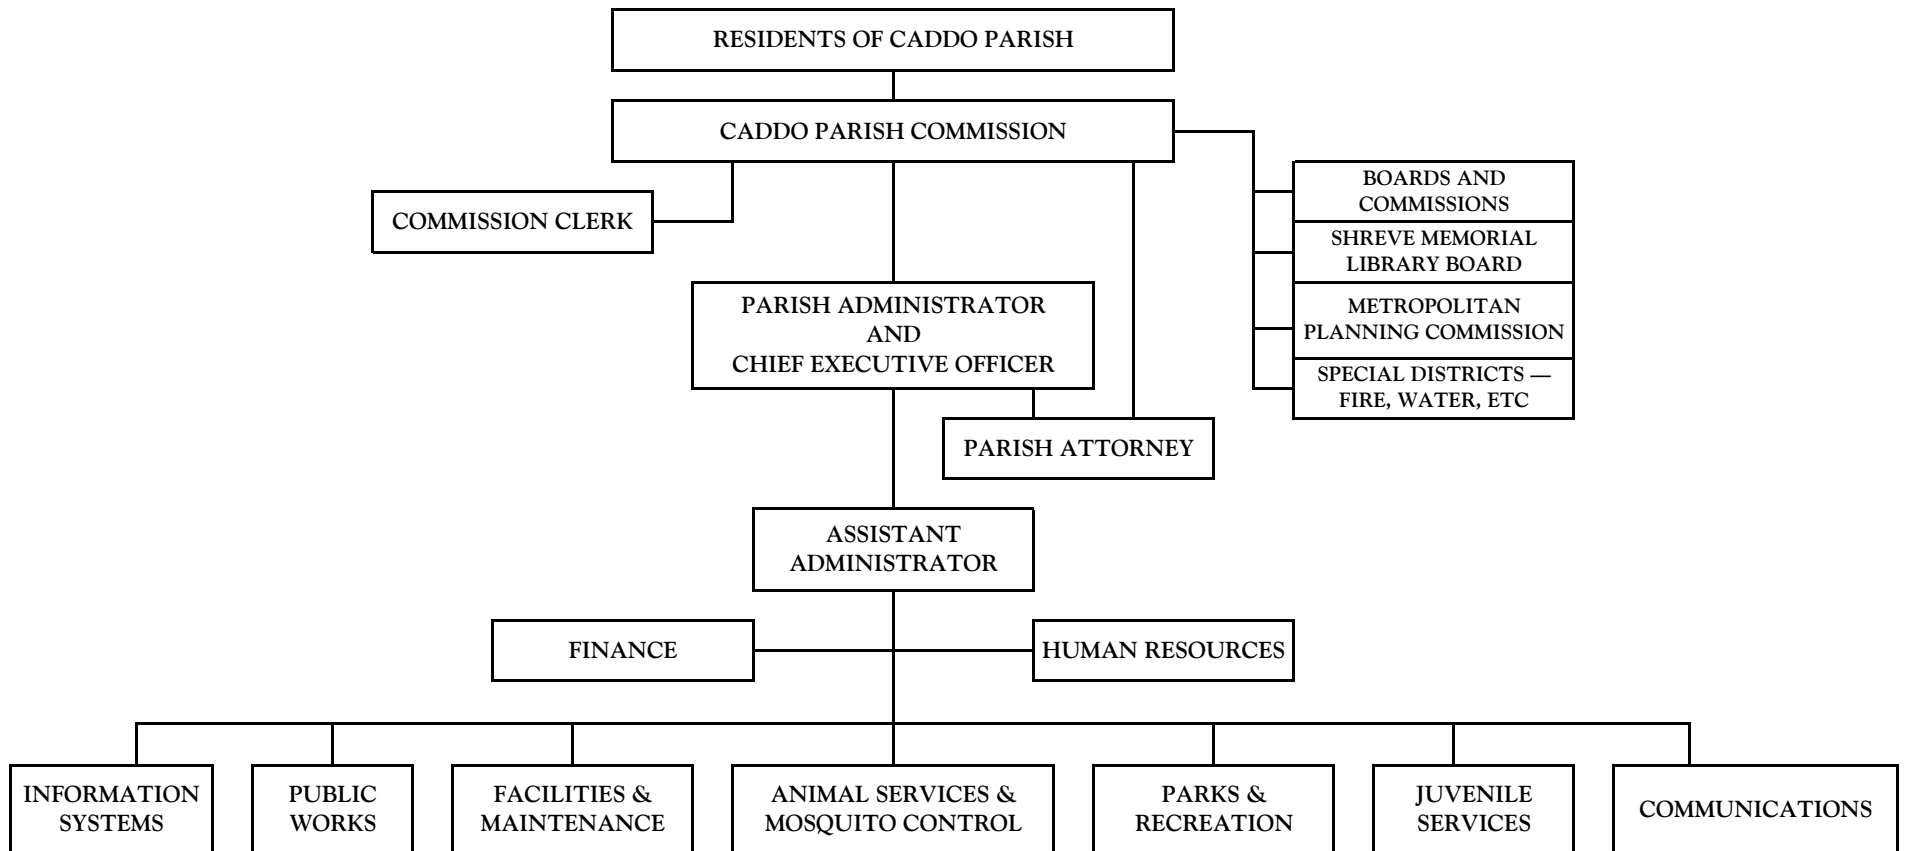 RESIDENTS OF CADDO PARISH
CADDO PARISH COMMISSION
COMMISSION CLERK
BOARDS AND
COMMISSIONS
SHREVE MEMORIAL
LIBRARY BOARD
METROPOLITAN
PLANNING COMMISSION
SPECIAL DISTRICTS —
FIRE, WATER, ETC
PARISH ADMINISTRATOR
AND
CHIEF EXECUTIVE OFFICER
PARISH ATTORNEY
ASSISTANT
ADMINISTRATOR
FINANCE
HUMAN RESOURCES
INFORMATION
SYSTEMS
PUBLIC
WORKS
FACILITIES &
MAINTENANCE
ANIMAL SERVICES &
MOSQUITO CONTROL
PARKS &
RECREATION
JUVENILE
SERVICES
COMMUNICATIONS